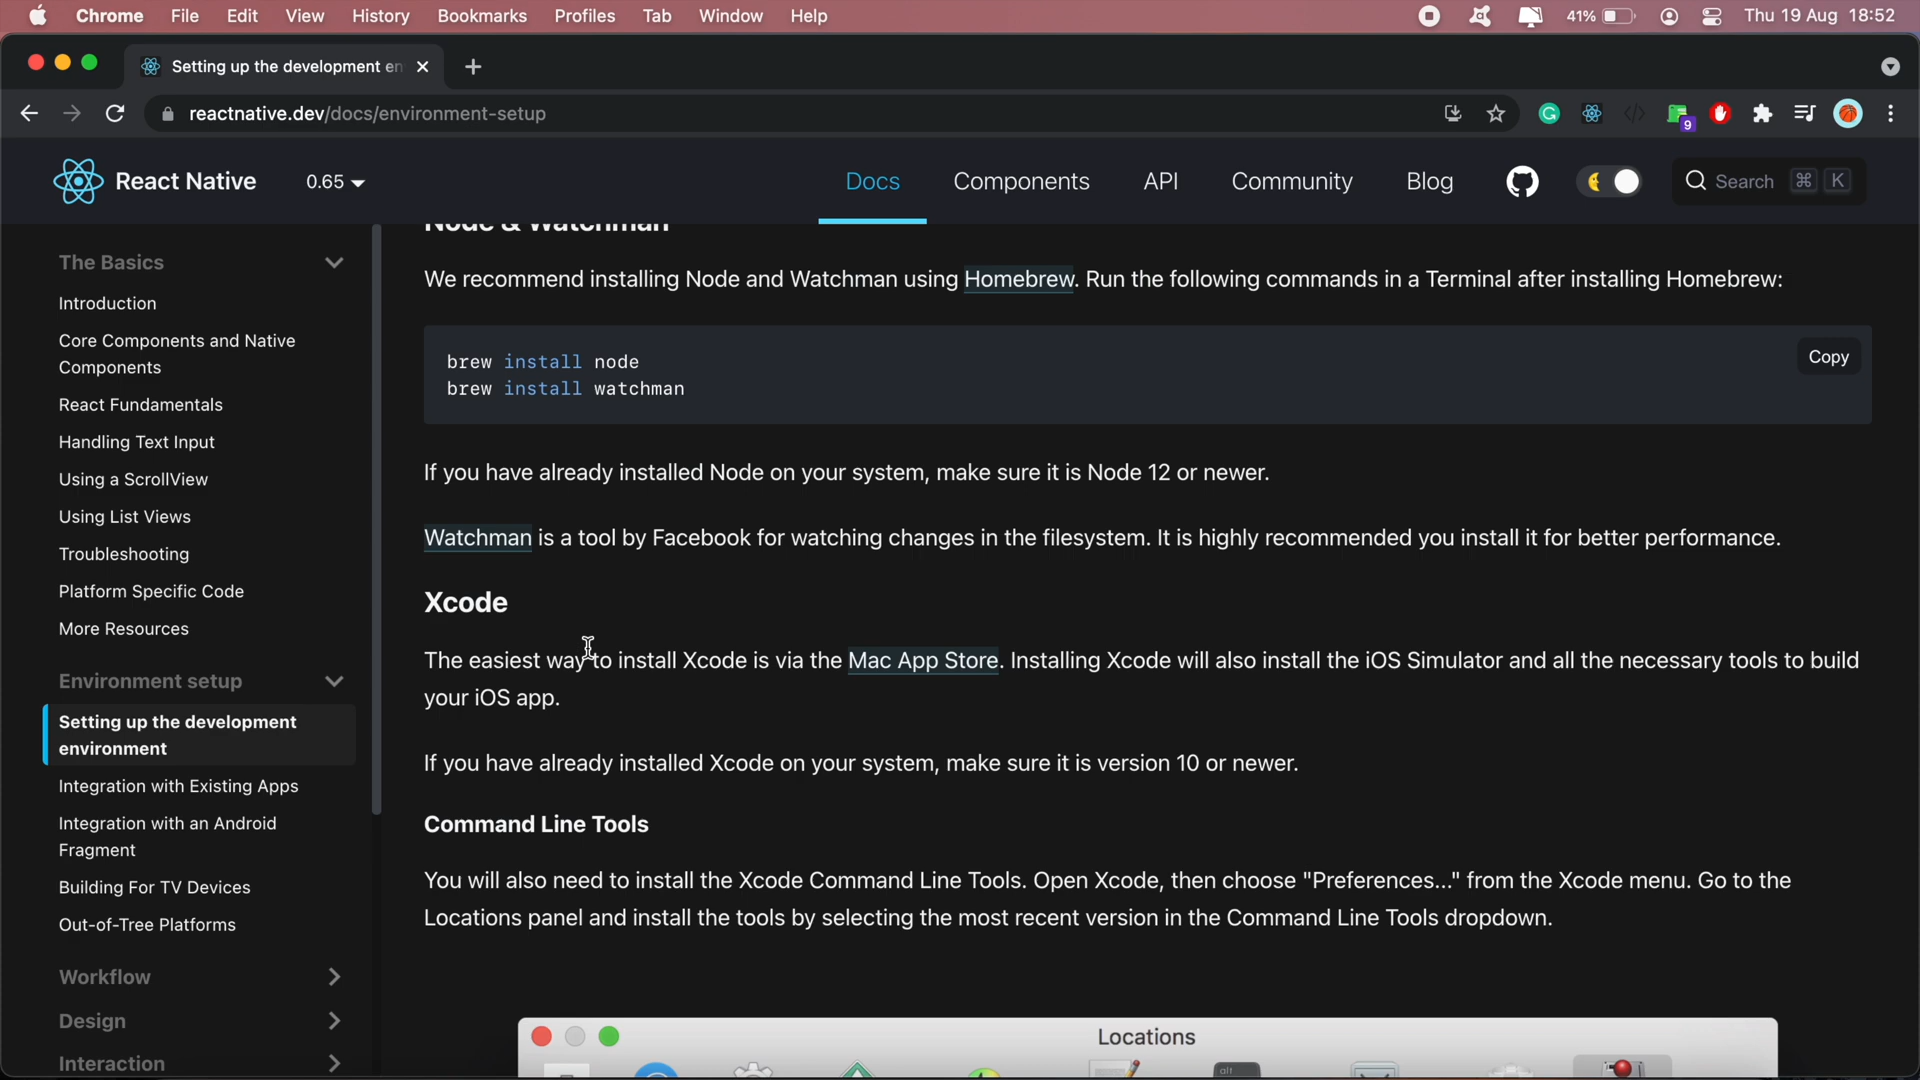 Chrome File Edit View History Bookmarks Profiles Tab Window Help 41% Thu 19 Aug 18:52
Setting up the development en
reactnative.dev/docs/environment-setup
9
React Native 0.65 Docs Components API Community Blog Search ⌘ K
The Basics
Introduction
Core Components and Native
Components
React Fundamentals
Handling Text Input
Using a ScrollView
Using List Views
Troubleshooting
Platform Specific Code
More Resources
Environment setup
Setting up the development
environment
Integration with Existing Apps
Integration with an Android
Fragment
Building For TV Devices
Out-of-Tree Platforms
Workflow
Design
Interaction
Node & Watchman
We recommend installing Node and Watchman using Homebrew. Run the following commands in a Terminal after installing Homebrew:
brew install node
brew install watchman
Copy
If you have already installed Node on your system, make sure it is Node 12 or newer.
Watchman is a tool by Facebook for watching changes in the filesystem. It is highly recommended you install it for better performance.
Xcode
The easiest way to install Xcode is via the Mac App Store. Installing Xcode will also install the iOS Simulator and all the necessary tools to build
your iOS app.
If you have already installed Xcode on your system, make sure it is version 10 or newer.
Command Line Tools
You will also need to install the Xcode Command Line Tools. Open Xcode, then choose "Preferences..." from the Xcode menu. Go to the
Locations panel and install the tools by selecting the most recent version in the Command Line Tools dropdown.
Locations
alt